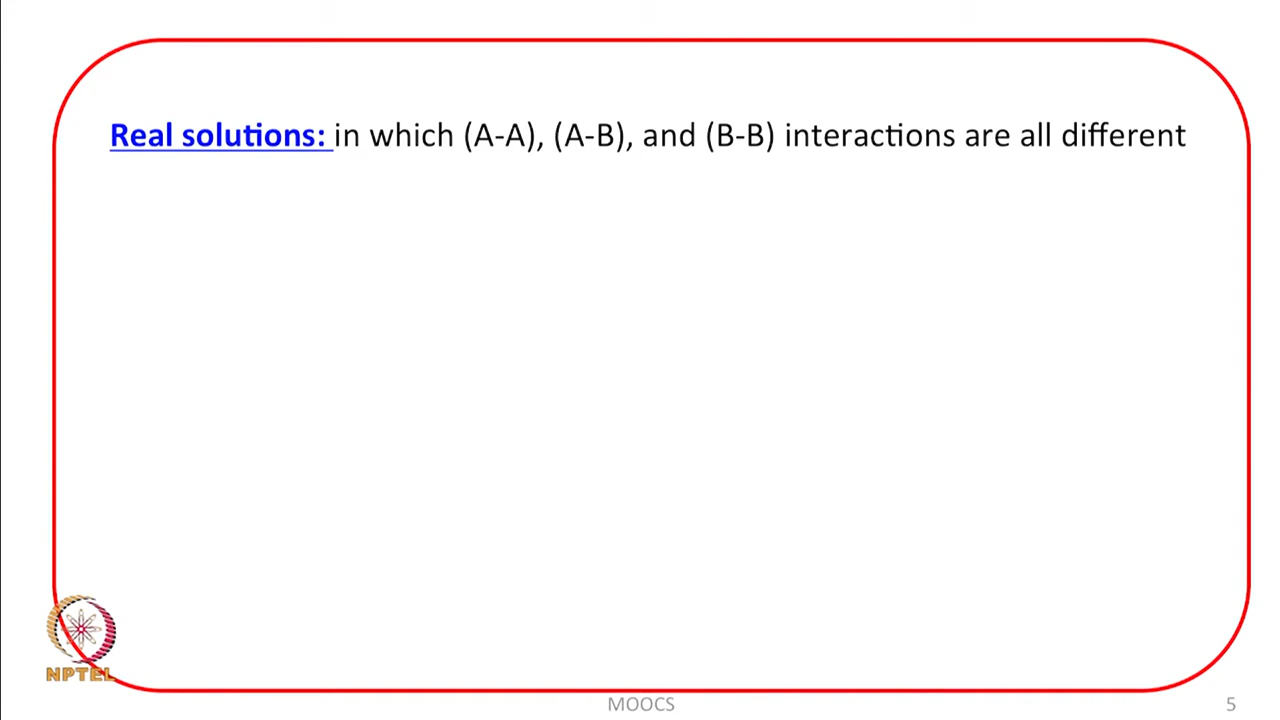 Real solutions: in which (A-A), (A-B), and (B-B) interactions are all different
NPTEL
MOOCS
5